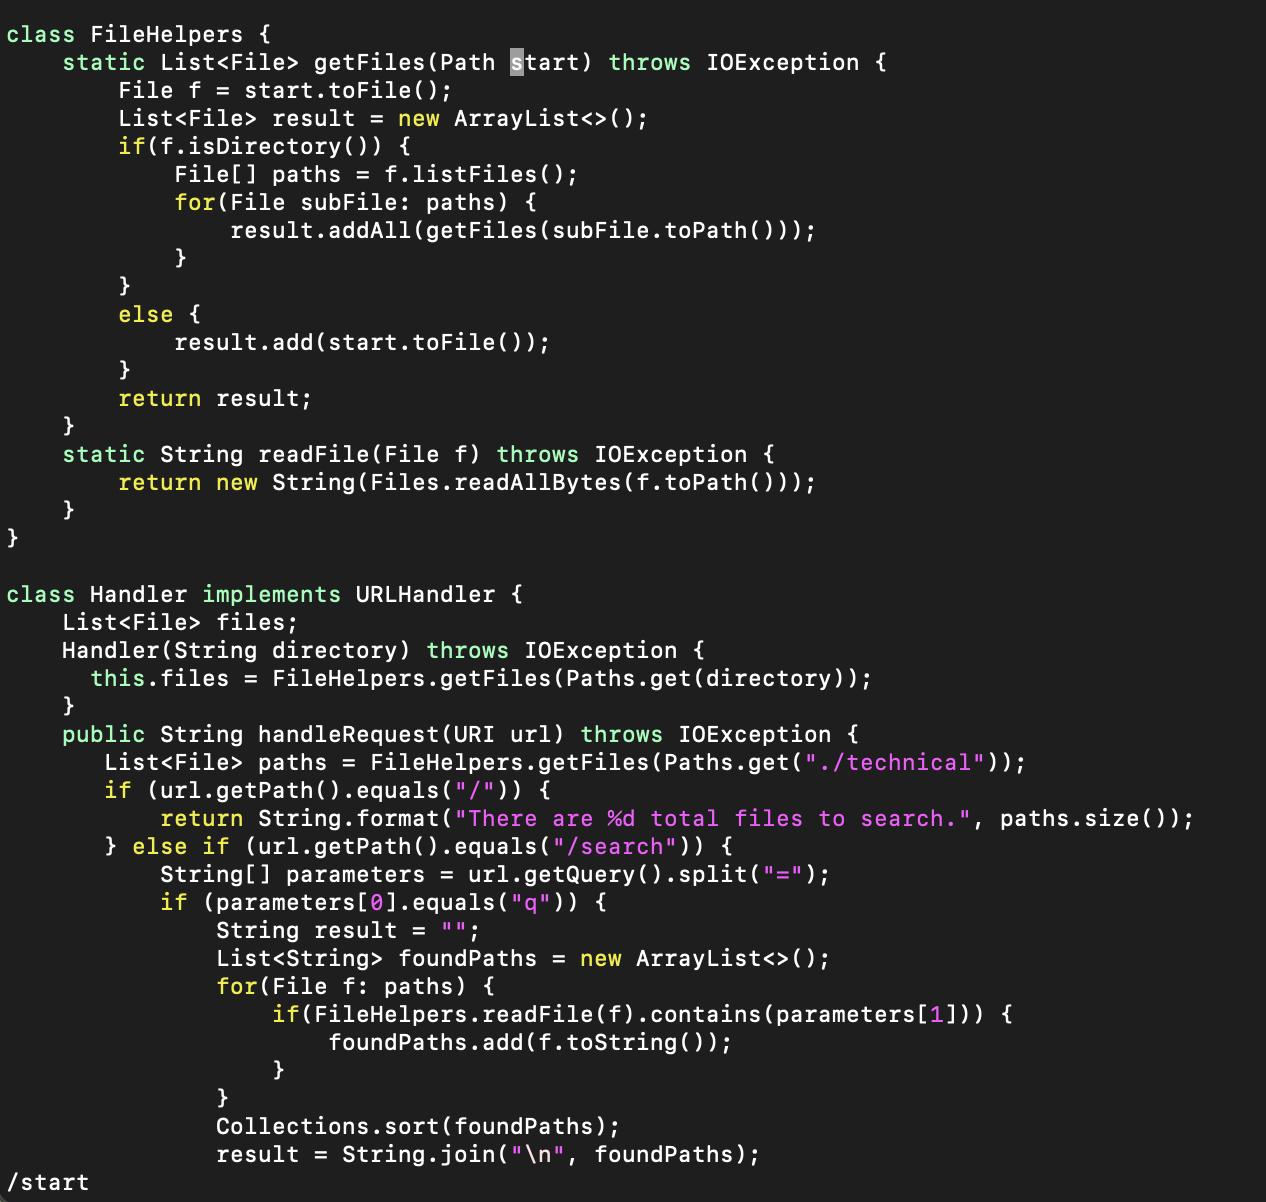 class FileHelpers {
    static List<File> getFiles(Path start) throws IOException {
        File f = start.toFile();
        List<File> result = new ArrayList<>();
        if(f.isDirectory()) {
            File[] paths = f.listFiles();
            for(File subFile: paths) {
                result.addAll(getFiles(subFile.toPath()));
            }
        }
        else {
            result.add(start.toFile());
        }
        return result;
    }
    static String readFile(File f) throws IOException {
        return new String(Files.readAllBytes(f.toPath()));
    }
}

class Handler implements URLHandler {
    List<File> files;
    Handler(String directory) throws IOException {
      this.files = FileHelpers.getFiles(Paths.get(directory));
    }
    public String handleRequest(URI url) throws IOException {
       List<File> paths = FileHelpers.getFiles(Paths.get("./technical"));
       if (url.getPath().equals("/")) {
           return String.format("There are %d total files to search.", paths.size());
       } else if (url.getPath().equals("/search")) {
           String[] parameters = url.getQuery().split("=");
           if (parameters[0].equals("q")) {
               String result = "";
               List<String> foundPaths = new ArrayList<>();
               for(File f: paths) {
                   if(FileHelpers.readFile(f).contains(parameters[1])) {
                       foundPaths.add(f.toString());
                   }
               }
               Collections.sort(foundPaths);
               result = String.join("\n", foundPaths);
/start